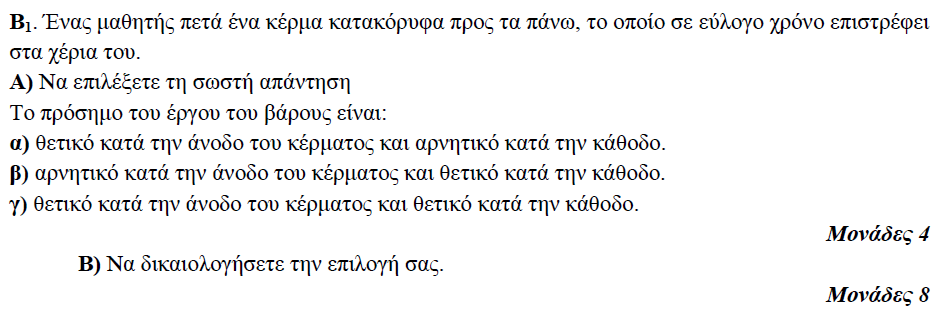 Β1. Ένας μαθητής πετά ένα κέρμα κατακόρυφα προς τα πάνω, το οποίο σε εύλογο χρόνο επιστρέφει
στα χέρια του.
Α) Να επιλέξετε τη σωστή απάντηση
Το πρόσημο του έργου του βάρους είναι:
α) θετικό κατά την άνοδο του κέρματος και αρνητικό κατά την κάθοδο.
β) αρνητικό κατά την άνοδο του κέρματος και θετικό κατά την κάθοδο.
γ) θετικό κατά την άνοδο του κέρματος και θετικό κατά την κάθοδο.
Μονάδες 4
Β) Να δικαιολογήσετε την επιλογή σας.
Μονάδες 8